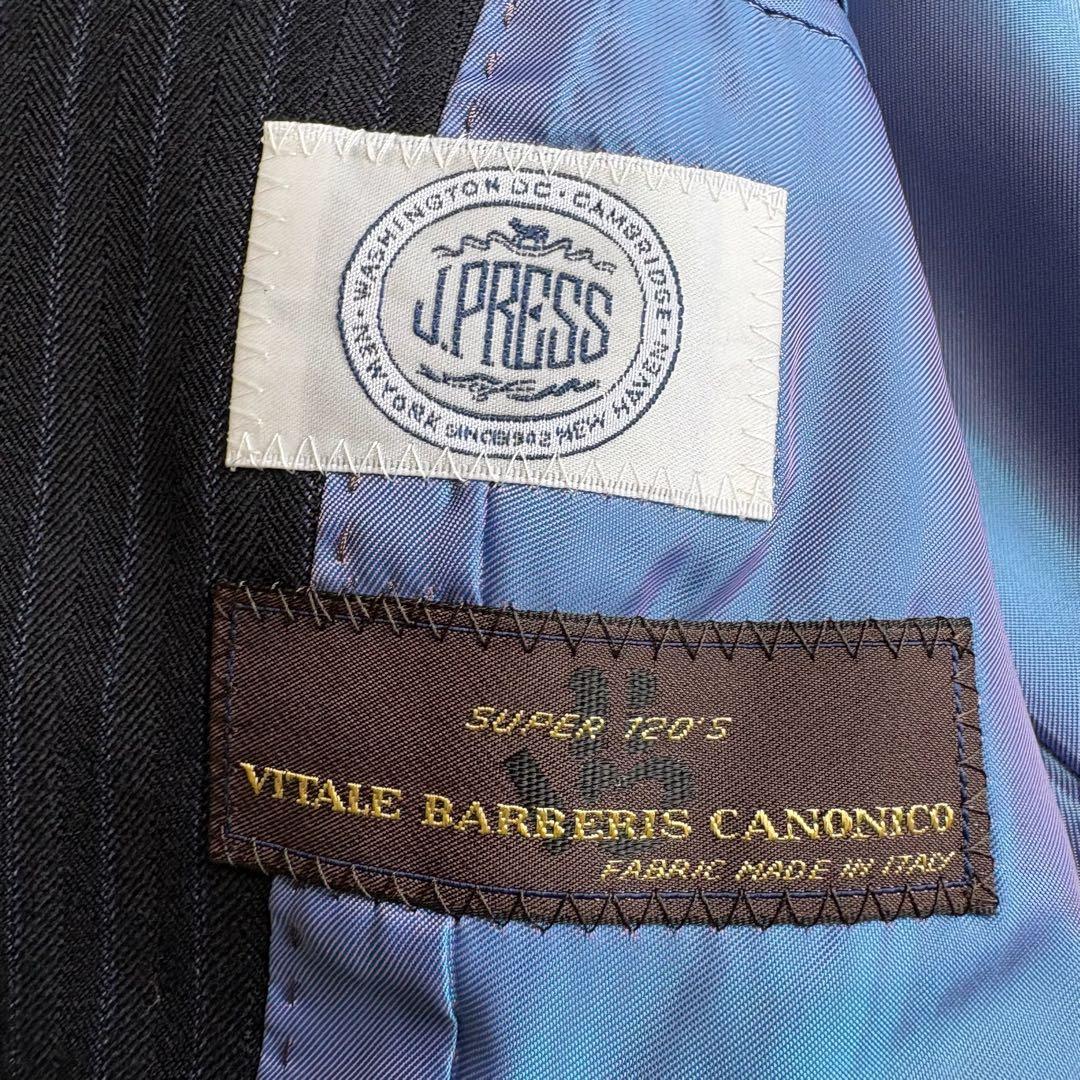 J.PRESS
NEW YORK · WASHINGTON DC · CAMBRIDGE · NEW HAVEN
SINCE 1902
SUPER 120'S
VITALE BARBERIS CANONICO
FABRIC MADE IN ITALY